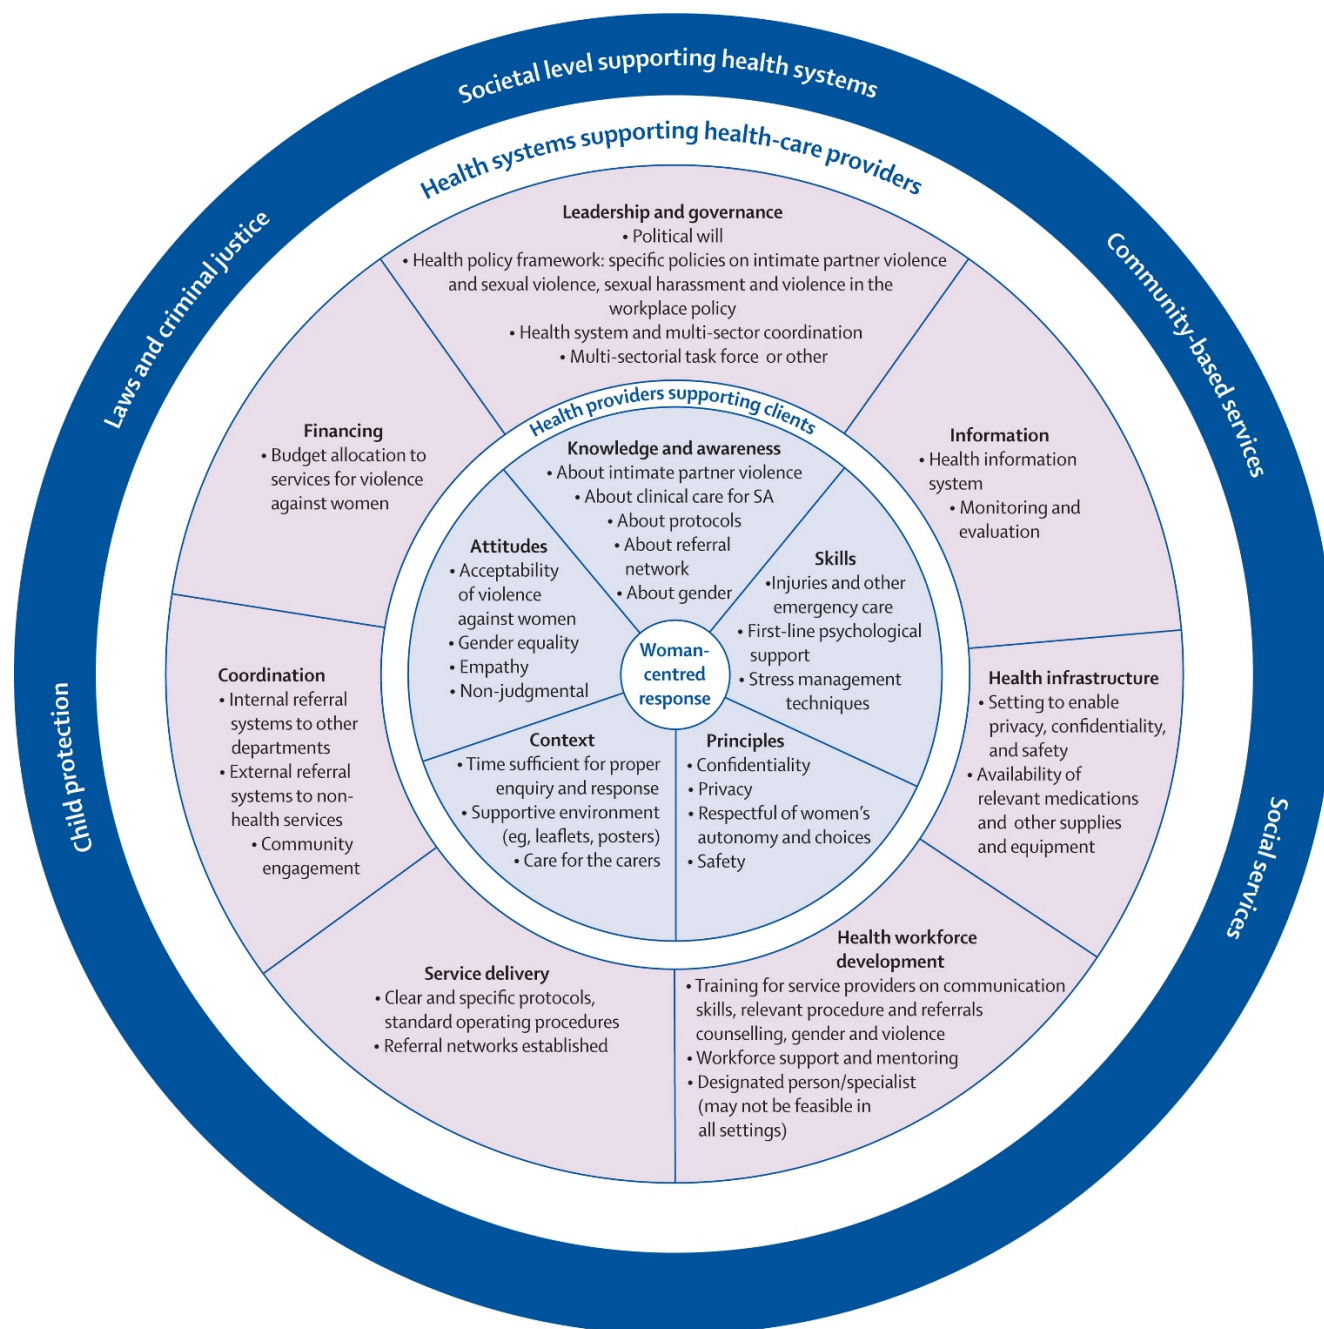 Societal level supporting health systems
Laws and criminal justice
Community-based services
Child protection
Social services
Health systems supporting health-care providers
Leadership and governance
• Political will
• Health policy framework: specific policies on intimate partner violence
and sexual violence, sexual harassment and violence in the
workplace policy
• Health system and multi-sector coordination
• Multi-sectorial task force or other
Financing
• Budget allocation to
services for violence
against women
Information
• Health information
system
• Monitoring and
evaluation
Coordination
• Internal referral
systems to other
departments
• External referral
systems to non-
health services
• Community
engagement
Health infrastructure
• Setting to enable
privacy, confidentiality,
and safety
• Availability of
relevant medications
and other supplies
and equipment
Service delivery
• Clear and specific protocols,
standard operating procedures
• Referral networks established
Health workforce
development
• Training for service providers on communication
skills, relevant procedure and referrals
counselling, gender and violence
• Workforce support and mentoring
• Designated person/specialist
(may not be feasible in
all settings)
Health providers supporting clients
Knowledge and awareness
• About intimate partner violence
• About clinical care for SA
• About protocols
• About referral
network
• About gender
Attitudes
• Acceptability
of violence
against women
• Gender equality
• Empathy
• Non-judgmental
Skills
•Injuries and other
emergency care
• First-line psychological
support
• Stress management
techniques
Context
• Time sufficient for proper
enquiry and response
• Supportive environment
(eg, leaflets, posters)
• Care for the carers
Principles
• Confidentiality
• Privacy
• Respectful of women’s
autonomy and choices
• Safety
Woman-
centred
response